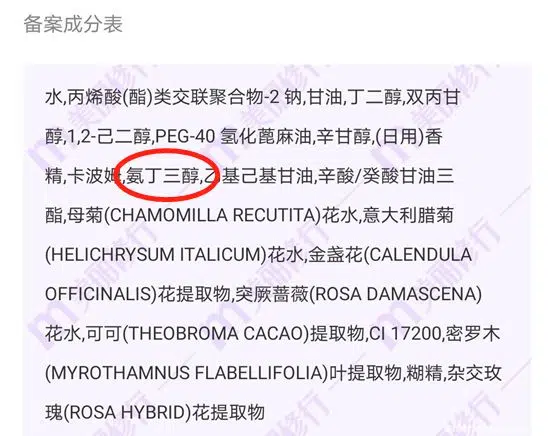 备案成分表
水,丙烯酸(酯)类交联聚合物-2 钠,甘油,丁二醇,双丙甘
醇,1,2-己二醇,PEG-40 氢化蓖麻油,辛甘醇,(日用)香
精,卡波姆,氨丁三醇,乙基己基甘油,辛酸/癸酸甘油三
酯,母菊(CHAMOMILLA RECUTITA)花水,意大利腊菊
(HELICHRYSUM ITALICUM)花水,金盏花(CALENDULA
OFFICINALIS)花提取物,突厥蔷薇(ROSA DAMASCENA)
花水,可可(THEOBROMA CACAO)提取物,CI 17200,密罗木
(MYROTHAMNUS FLABELLIFOLIA)叶提取物,糊精,杂交玫
瑰(ROSA HYBRID)花提取物
美丽修行